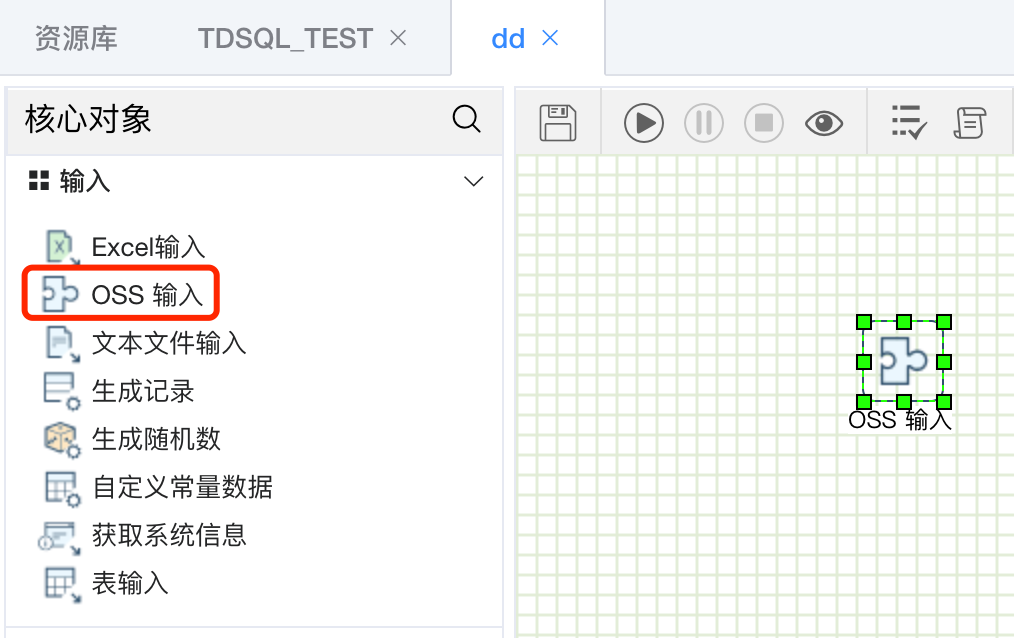 资源库 TDSQL_TEST dd
核心对象
输入
Excel输入
OSS 输入
文本文件输入
生成记录
生成随机数
自定义常量数据
获取系统信息
表输入
OSS 输入